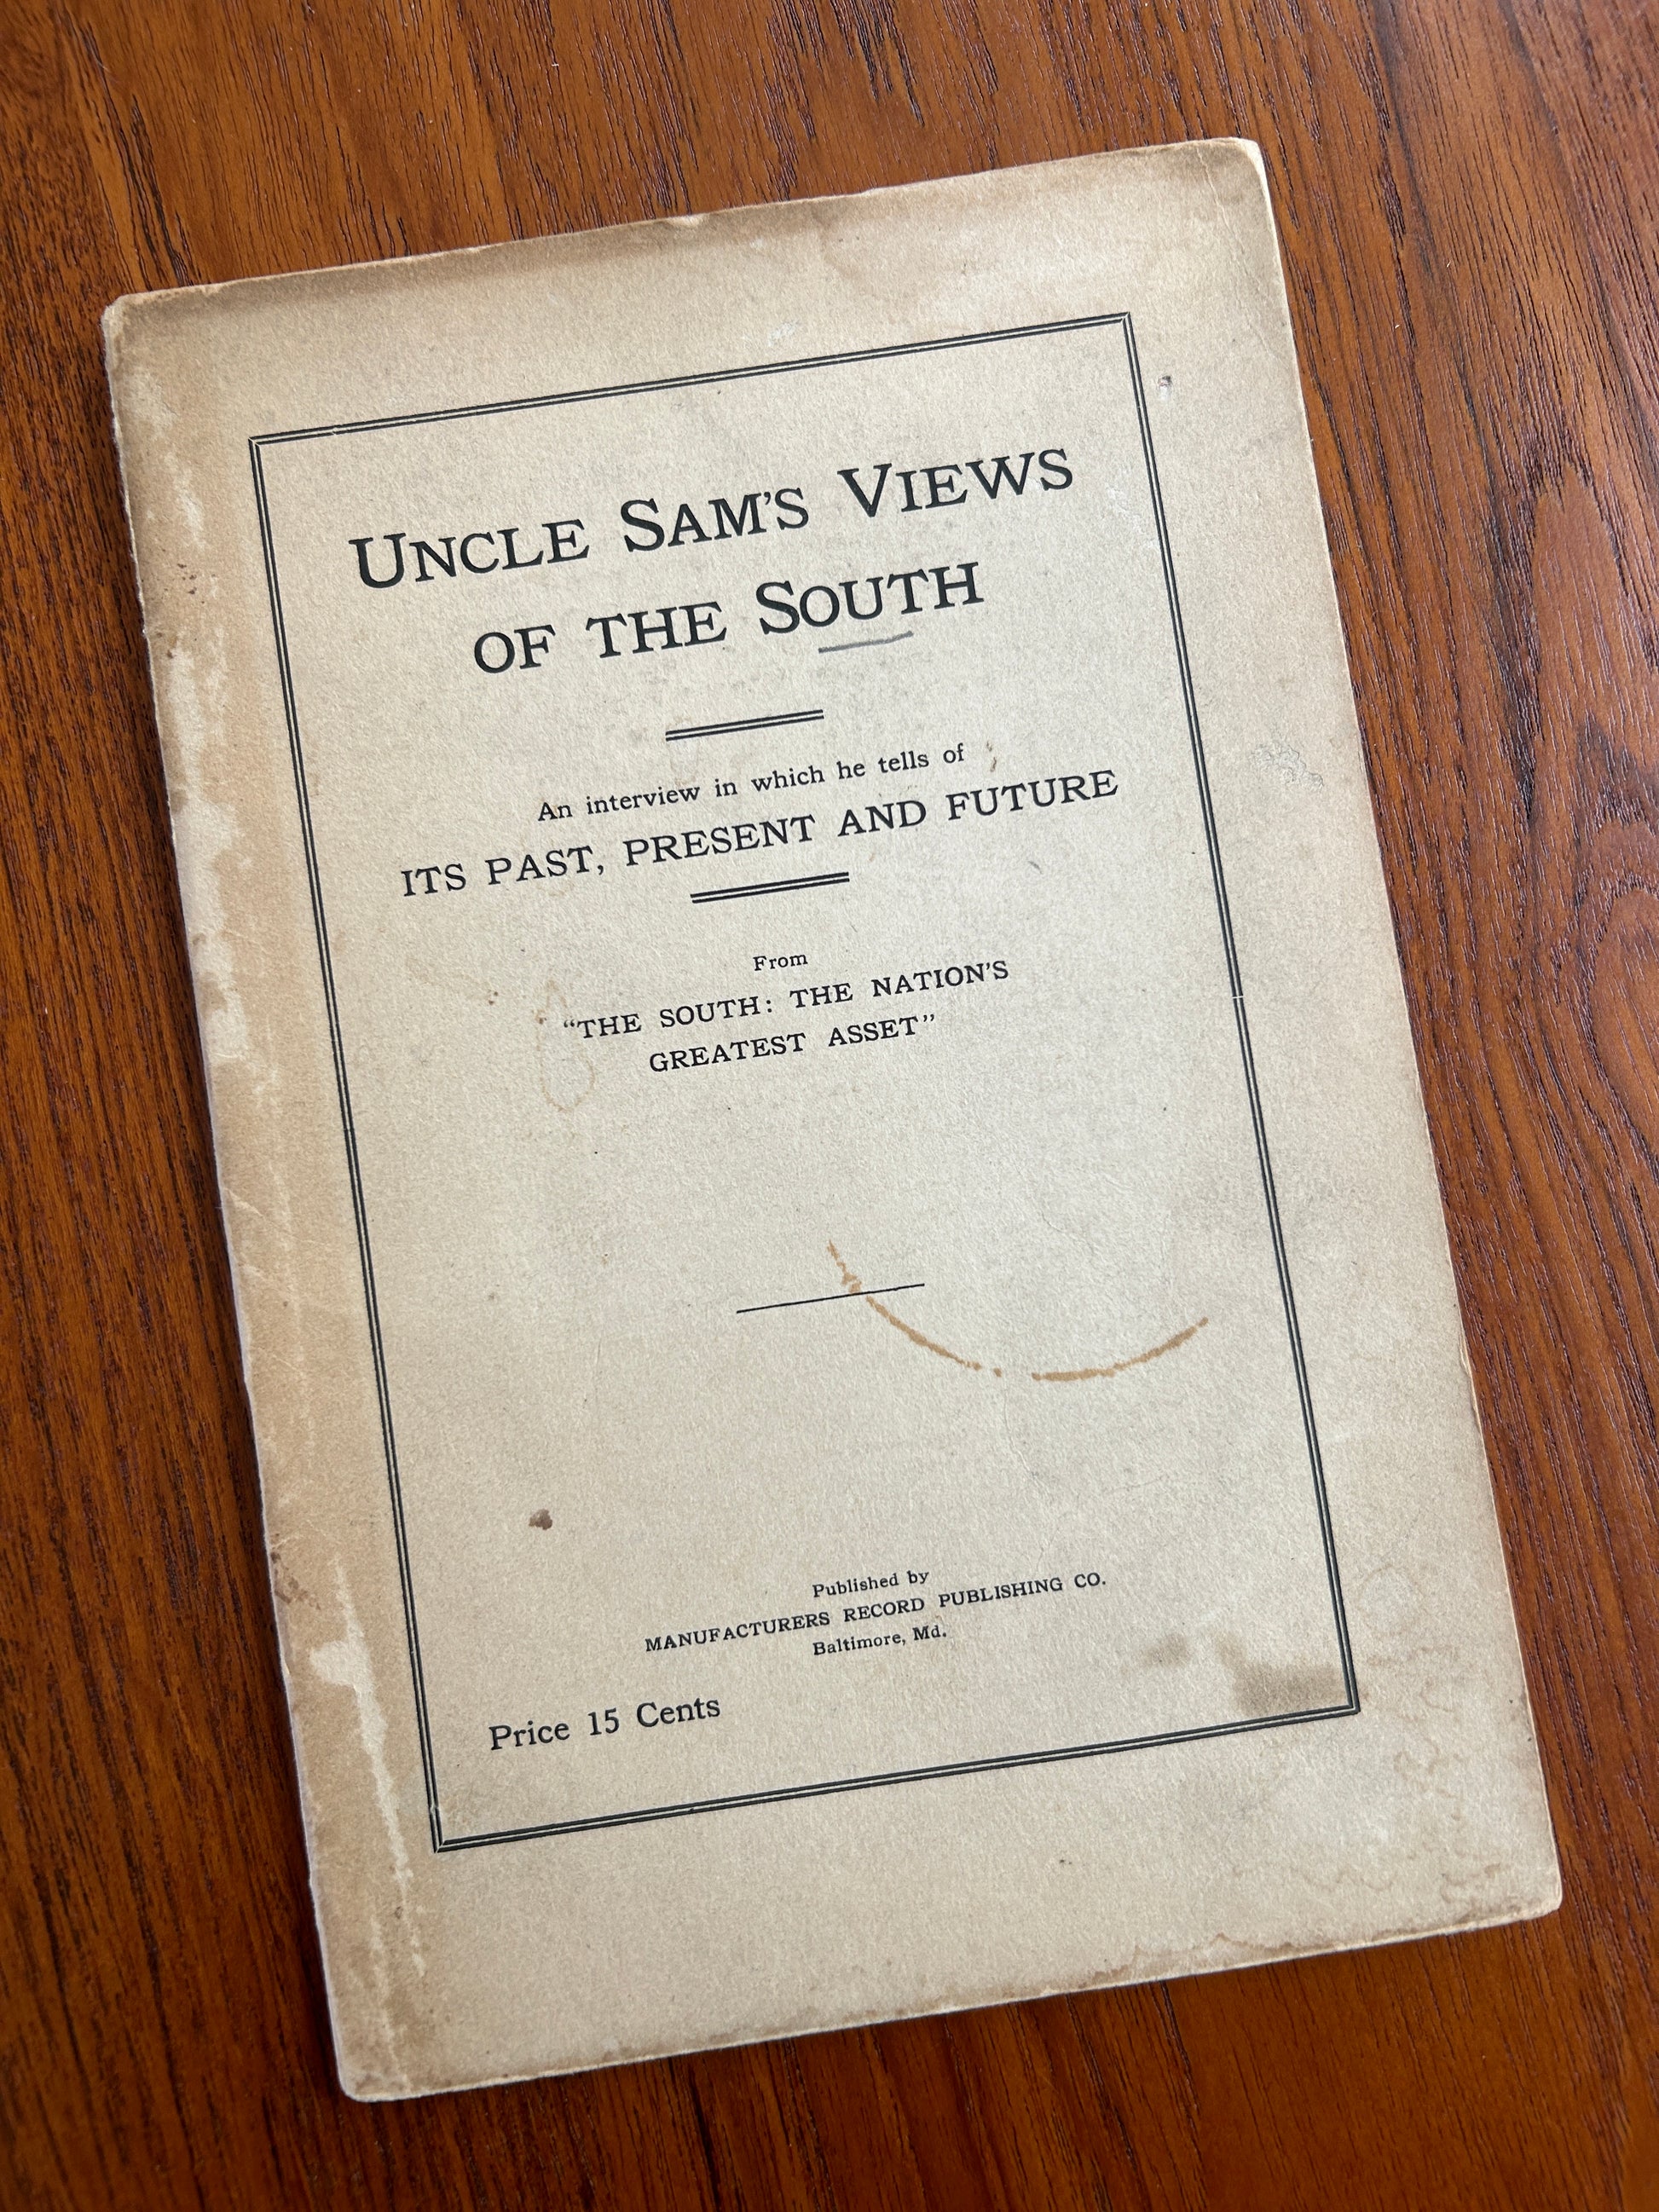 UNCLE SAM'S VIEWS
OF THE SOUTH
An interview in which he tells of
ITS PAST, PRESENT AND FUTURE
From
“THE SOUTH: THE NATION'S
GREATEST ASSET”
Published by
MANUFACTURERS RECORD PUBLISHING CO.
Baltimore, Md.
Price 15 Cents